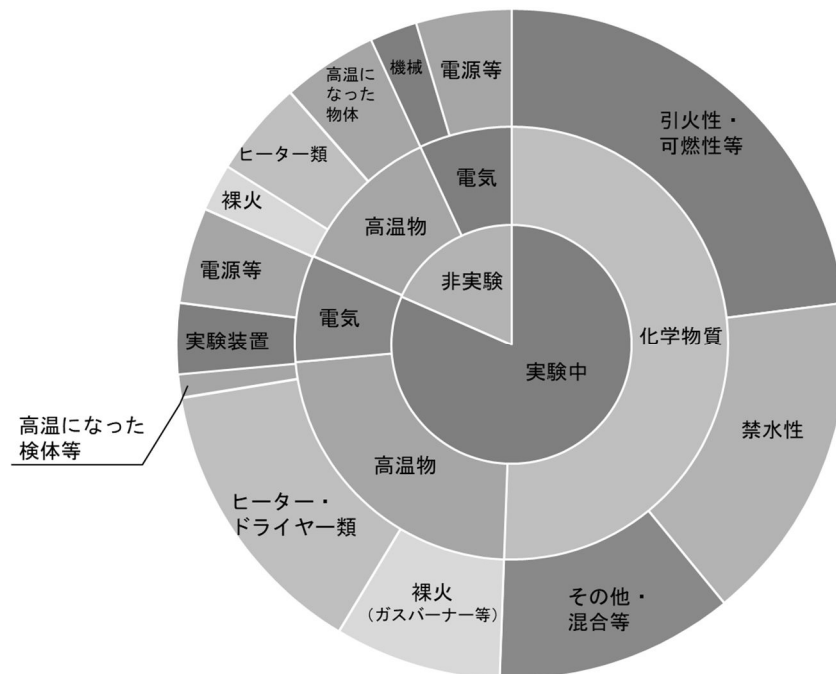 高温に
なった
物体
機械
電源等
引火性・
可燃性等
ヒーター類
電気
裸火
高温物
非実験
電源等
電気
実験装置
化学物質
実験中
高温になった
検体等
禁水性
高温物
ヒーター・
ドライヤー類
裸火
（ガスバーナー等）
その他・
混合等